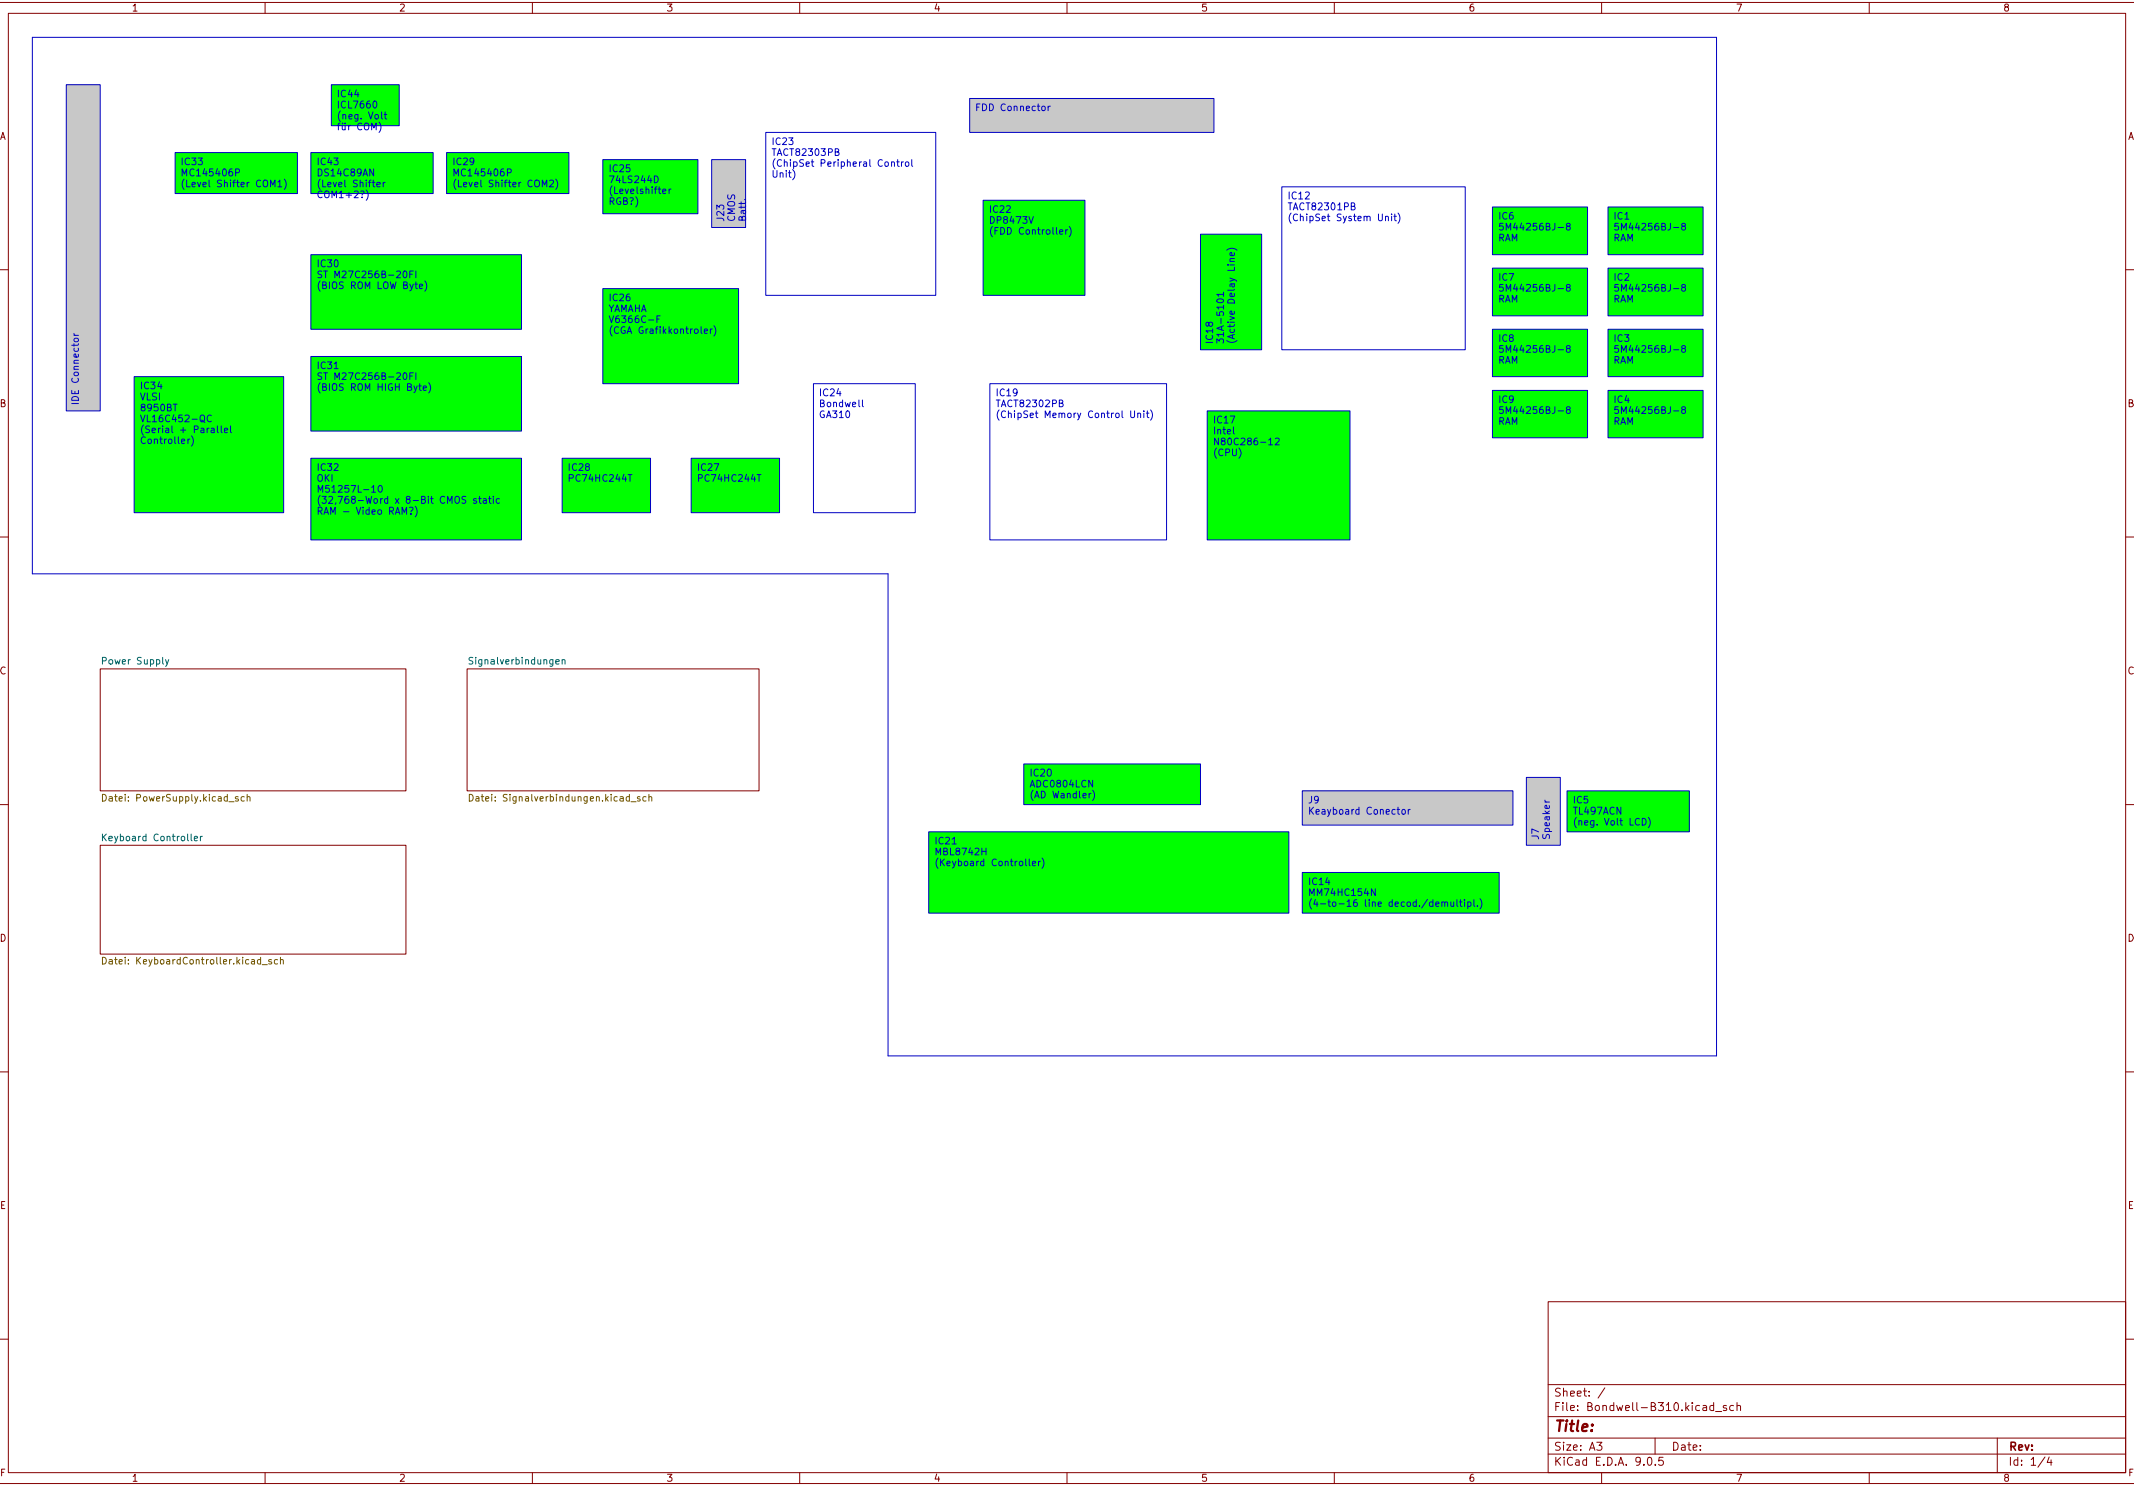 1 2 3 4 5 6 7 8
A
B
C
D
E
F
IDE Connector
IC44
ICL7660
(neg. Volt
für COM)
IC33
MC145406P
(Level Shifter COM1)
IC43
DS14C89AN
(Level Shifter
COM1+2?)
IC29
MC145406P
(Level Shifter COM2)
IC25
74LS244D
(Levelshifter
RGB?)
J23
CMOS
Batt.
IC23
TACT82303PB
(ChipSet Peripheral Control
Unit)
FDD Connector
IC22
DP8473V
(FDD Controller)
IC18
31A-5101
(Active Delay Line)
IC12
TACT82301PB
(ChipSet System Unit)
IC6
5M44256BJ-8
RAM
IC1
5M44256BJ-8
RAM
IC7
5M44256BJ-8
RAM
IC2
5M44256BJ-8
RAM
IC8
5M44256BJ-8
RAM
IC3
5M44256BJ-8
RAM
IC9
5M44256BJ-8
RAM
IC4
5M44256BJ-8
RAM
IC30
ST M27C256B-20FI
(BIOS ROM LOW Byte)
IC26
YAMAHA
V6366C-F
(CGA Grafikkontroler)
IC31
ST M27C256B-20FI
(BIOS ROM HIGH Byte)
IC34
VLSI
8950BT
VL16C452-QC
(Serial + Parallel
Controller)
IC24
Bondwell
GA310
IC19
TACT82302PB
(ChipSet Memory Control Unit)
IC17
Intel
N80C286-12
(CPU)
IC32
OKI
M51257L-10
(32,768-Word x 8-Bit CMOS static
RAM - Video RAM?)
IC28
PC74HC244T
IC27
PC74HC244T
Power Supply
Datei: PowerSupply.kicad_sch
Signalverbindungen
Datei: Signalverbindungen.kicad_sch
Keyboard Controller
Datei: KeyboardController.kicad_sch
IC20
ADC0804LCN
(AD Wandler)
J9
Keayboard Conector
J7
Speaker
IC5
TL497ACN
(neg. Volt LCD)
IC21
MBL8742H
(Keyboard Controller)
IC14
MM74HC154N
(4-to-16 line decod./demultipl.)
Sheet: /
File: Bondwell-B310.kicad_sch
Title:
Size: A3 Date: Rev:
KiCad E.D.A. 9.0.5 Id: 1/4
A
B
C
D
E
F
1 2 3 4 5 6 7 8